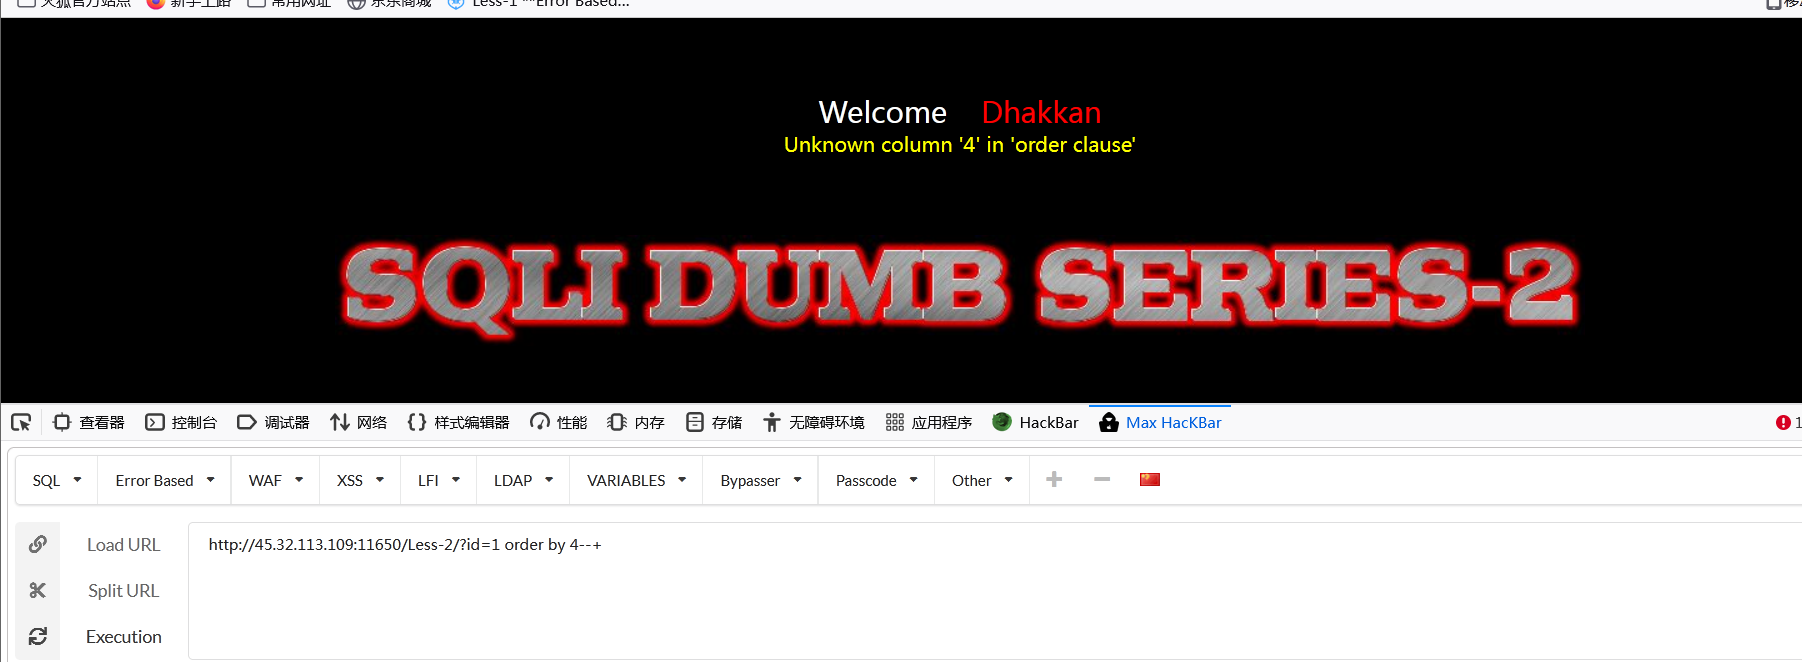 火狐官方站点 新手上路 常用网址 京东商城 Less-1 **Error Based...
Welcome Dhakkan
Unknown column '4' in 'order clause'
SQLI DUMB SERIES-2
查看器 控制台 调试器 网络 样式编辑器 性能 内存 存储 无障碍环境 应用程序 HackBar Max HacKBar 1
SQL Error Based WAF XSS LFI LDAP VARIABLES Bypasser Passcode Other
Load URL http://45.32.113.109:11650/Less-2/?id=1 order by 4--+
Split URL
Execution